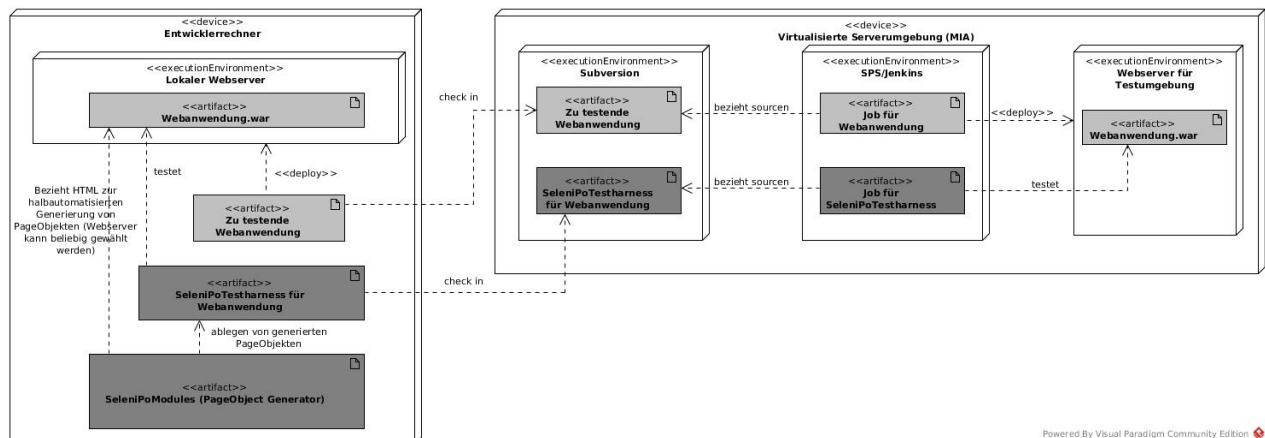 <<device>>
Entwicklerrechner
<<executionEnvironment>>
Lokaler Webserver
<<artifact>>
Webanwendung.war
Bezieht HTML zur
halbautomatisierten
Generierung von
PageObjekten (Webserver
kann beliebig gewählt
werden)
testet
<<deploy>>
<<artifact>>
Zu testende
Webanwendung
<<artifact>>
SeleniPoTestharness für
Webanwendung
ablegen von generierten
PageObjekten
<<artifact>>
SeleniPoModules (PageObject Generator)
check in
check in
<<device>>
Virtualisierte Serverumgebung (MIA)
<<executionEnvironment>>
Subversion
<<artifact>>
Zu testende
Webanwendung
<<artifact>>
SeleniPoTestharness
für Webanwendung
bezieht sourcen
bezieht sourcen
<<executionEnvironment>>
SPS/Jenkins
<<artifact>>
Job für
Webanwendung
<<artifact>>
Job für
SeleniPoTestharness
<<deploy>>
testet
<<executionEnvironment>>
Webserver für
Testumgebung
<<artifact>>
Webanwendung.war
Powered By Visual Paradigm Community Edition